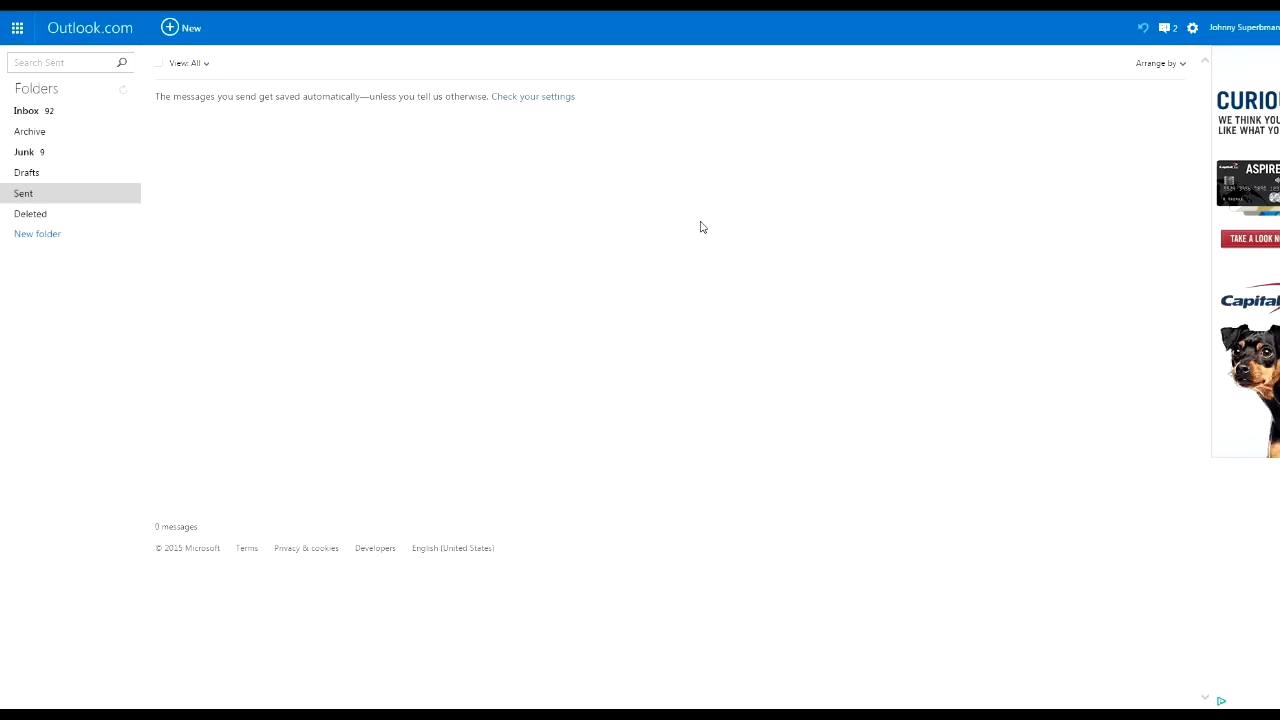 Outlook.com
New
2
Johnny Superbman
Search Sent
Folders
Inbox 92
Archive
Junk 9
Drafts
Sent
Deleted
New folder
View: All
Arrange by
The messages you send get saved automatically—unless you tell us otherwise. Check your settings
0 messages
© 2015 Microsoft Terms Privacy & cookies Developers English (United States)
CURIO
WE THINK YOU
LIKE WHAT YO
ASPIRE
TAKE A LOOK N
Capital